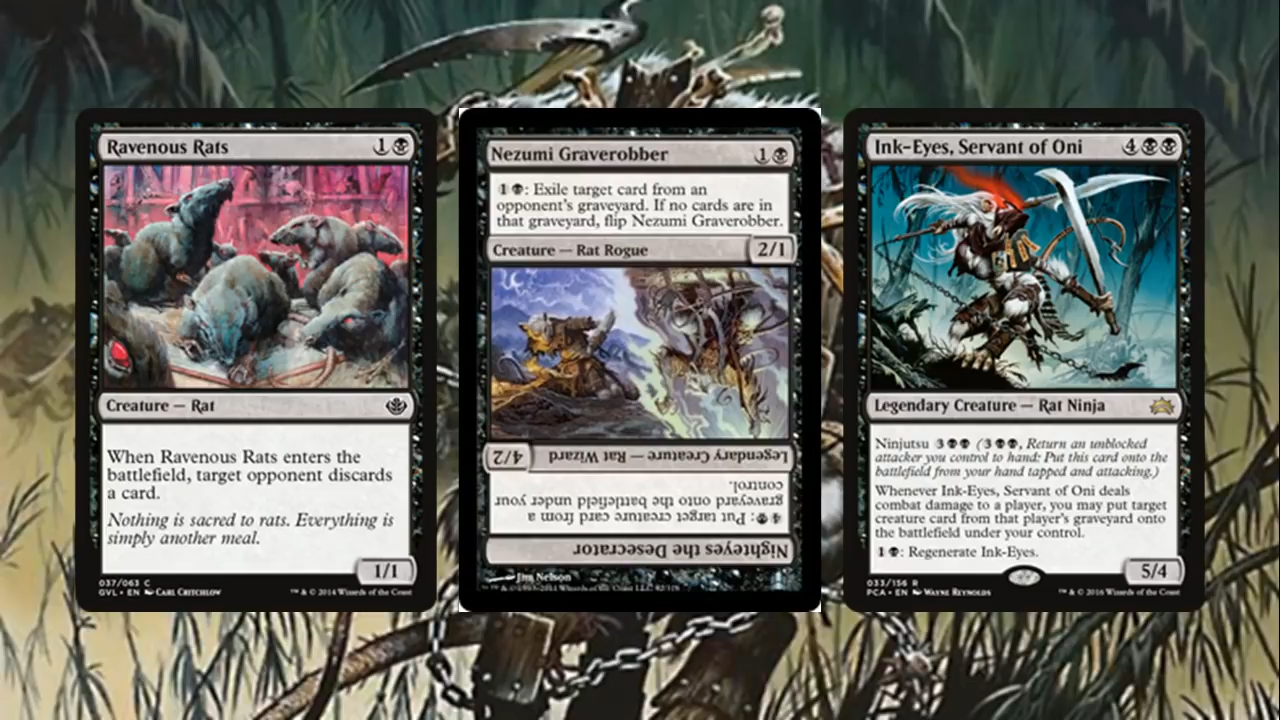 Ravenous Rats 1
Creature — Rat
When Ravenous Rats enters the
battlefield, target opponent discards
a card.
Nothing is sacred to rats. Everything is
simply another meal.
1/1
037/063 C
GVL • EN Carl Critchlow ™ & © 2014 Wizards of the Coast
Nezumi Graverobber 1
1: Exile target card from an
opponent's graveyard. If no cards are in
that graveyard, flip Nezumi Graverobber.
Creature — Rat Rogue 2/1
Nighteyes the Desecrator
4: Put target creature card from a
graveyard onto the battlefield under your
control.
Legendary Creature — Rat Wizard 4/2
Jim Nelson
Ink-Eyes, Servant of Oni 4
Legendary Creature — Rat Ninja
Ninjutsu 3 (3, Return an unblocked
attacker you control to hand: Put this card onto the
battlefield from your hand tapped and attacking.)
Whenever Ink-Eyes, Servant of Oni deals
combat damage to a player, you may put target
creature card from that player's graveyard onto
the battlefield under your control.
1: Regenerate Ink-Eyes.
5/4
033/156 R
PCA • EN Wayne Reynolds ™ & © 2016 Wizards of the Coast